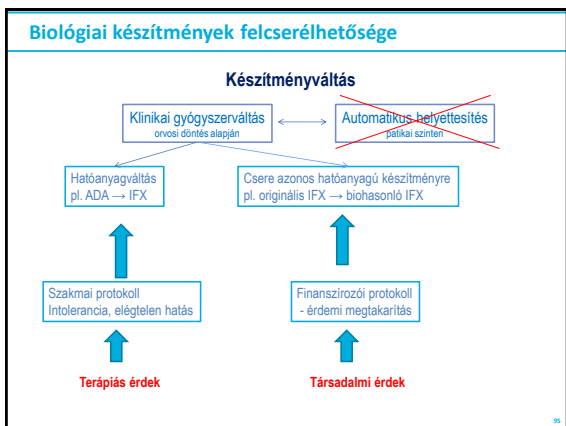 Biológiai készítmények felcserélhetősége
Készítményváltás
Klinikai gyógyszerváltás
orvosi döntés alapján
Automatikus helyettesítés
patikai szinten
Hatóanyagváltás
pl. ADA → IFX
Csere azonos hatóanyagú készítményre
pl. originális IFX → biohasonló IFX
Szakmai protokoll
Intolerancia, elégtelen hatás
Finanszírozói protokoll
- érdemi megtakarítás
Terápiás érdek
Társadalmi érdek
95